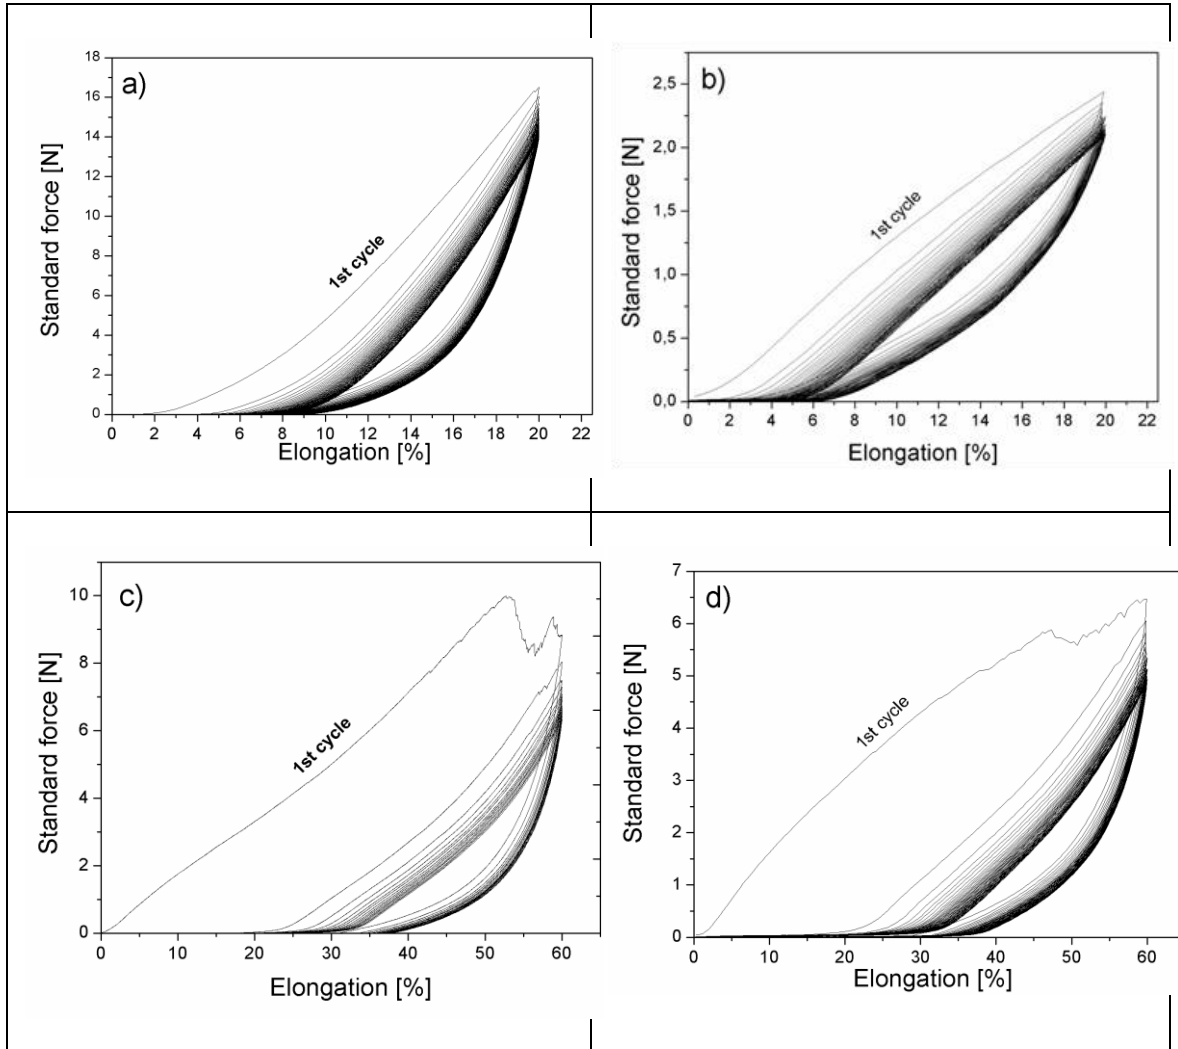 a)
18
16
14
12
10
8
6
4
2
0
Standard force [N]
1st cycle
0 2 4 6 8 10 12 14 16 18 20 22
Elongation [%]
b)
2,5
2,0
1,5
1,0
0,5
0,0
Standard force [N]
1st cycle
0 2 4 6 8 10 12 14 16 18 20 22
Elongation [%]
c)
10
8
6
4
2
0
Standard force [N]
1st cycle
0 10 20 30 40 50 60
Elongation [%]
d)
7
6
5
4
3
2
1
0
Standard force [N]
1st cycle
0 10 20 30 40 50 60
Elongation [%]